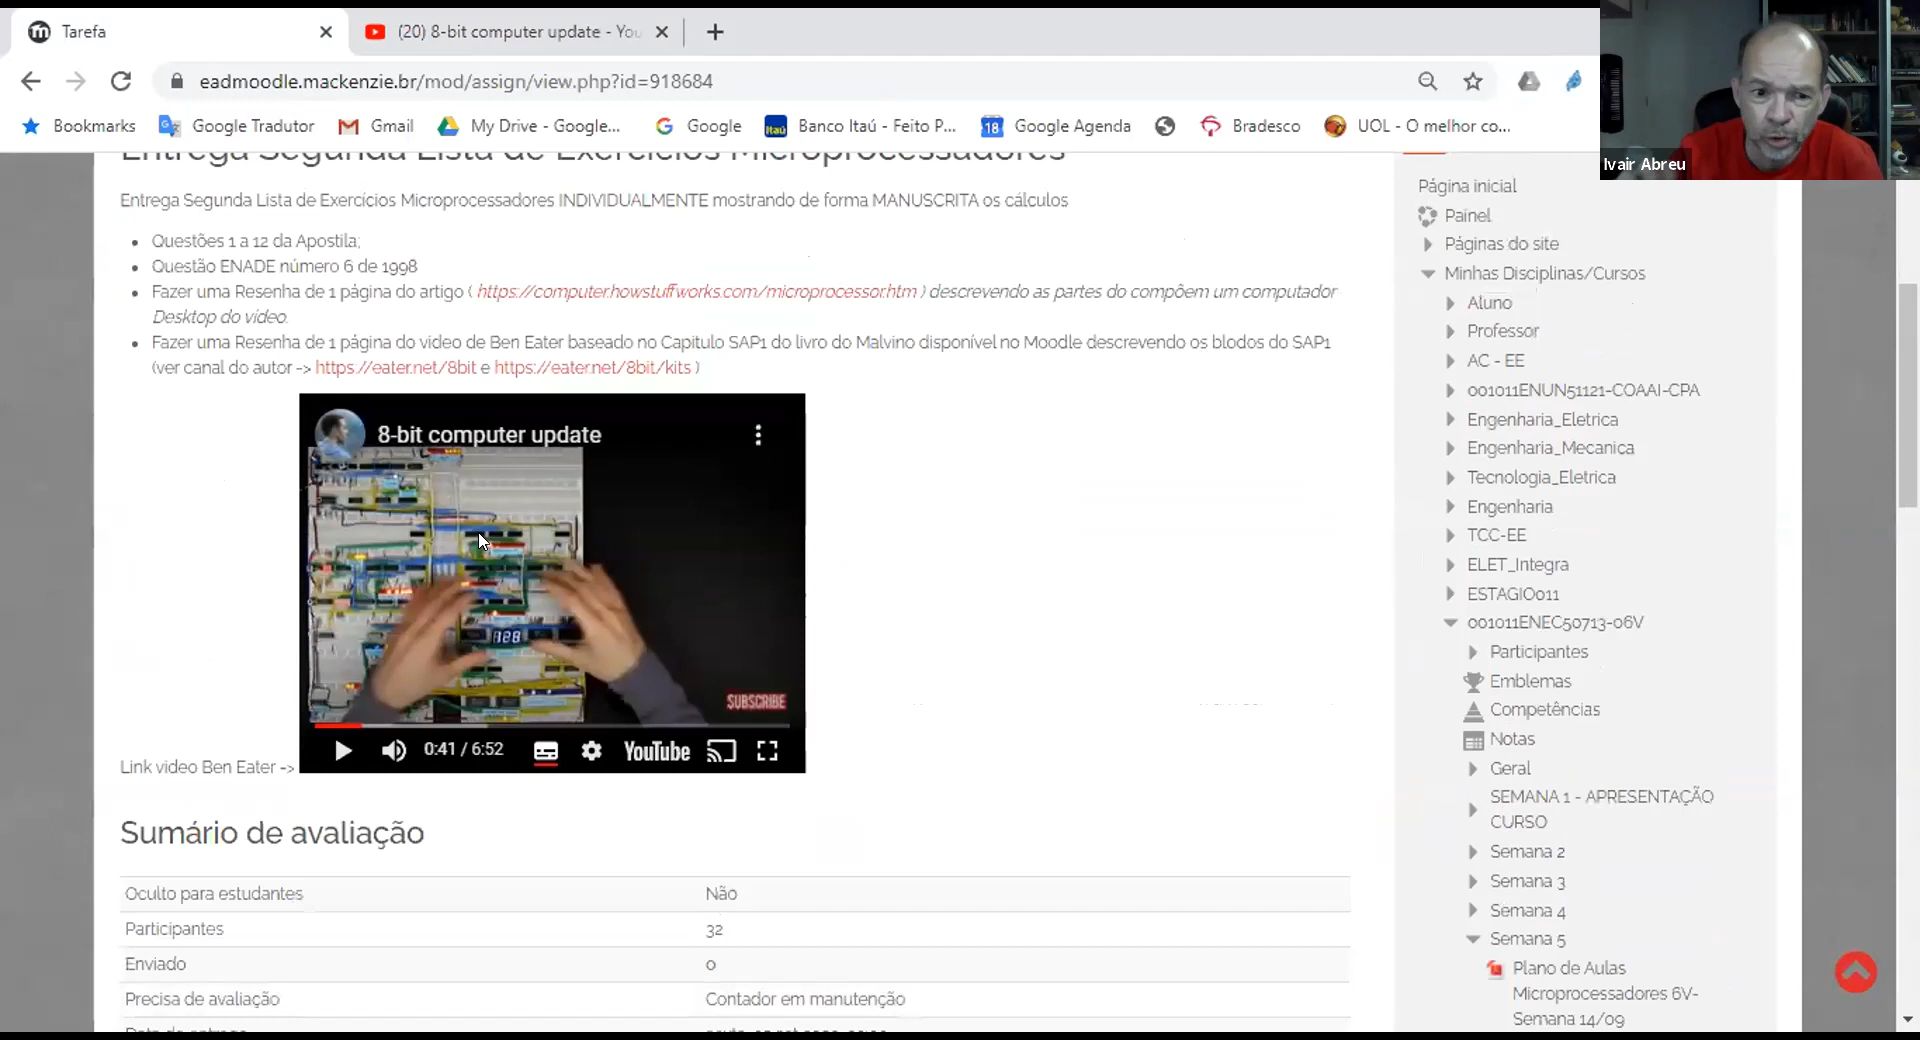 Tarefa
(20) 8-bit computer update - You
eadmoodle.mackenzie.br/mod/assign/view.php?id=918684
Bookmarks
Google Tradutor
Gmail
My Drive - Google...
Google
Banco Itaú - Feito P...
18
Google Agenda
Bradesco
UOL - O melhor co...
Ivair Abreu
Entrega Segunda Lista de Exercícios Microprocessadores
Entrega Segunda Lista de Exercícios Microprocessadores INDIVIDUALMENTE mostrando de forma MANUSCRITA os cálculos
Questões 1 a 12 da Apostila;
Questão ENADE número 6 de 1998
Fazer uma Resenha de 1 página do artigo ( https://computer.howstuffworks.com/microprocessor.htm ) descrevendo as partes do compõem um computador
Desktop do vídeo.
Fazer uma Resenha de 1 página do video de Ben Eater baseado no Capitulo SAP1 do livro do Malvino disponível no Moodle descrevendo os blodos do SAP1
(ver canal do autor -> https://eater.net/8bit e https://eater.net/8bit/kits )
8-bit computer update
128
SUBSCRIBE
0:41 / 6:52
YouTube
Link video Ben Eater ->
Sumário de avaliação
Oculto para estudantes Não
Participantes 32
Enviado 0
Precisa de avaliação Contador em manutenção
Página inicial
Painel
Páginas do site
Minhas Disciplinas/Cursos
Aluno
Professor
AC - EE
001011ENUN51121-COAAI-CPA
Engenharia_Eletrica
Engenharia_Mecanica
Tecnologia_Eletrica
Engenharia
TCC-EE
ELET_Integra
ESTAGIO011
001011ENEC50713-06V
Participantes
Emblemas
Competências
Notas
Geral
SEMANA 1 - APRESENTAÇÃO
CURSO
Semana 2
Semana 3
Semana 4
Semana 5
Plano de Aulas
Microprocessadores 6V-
Semana 14/09